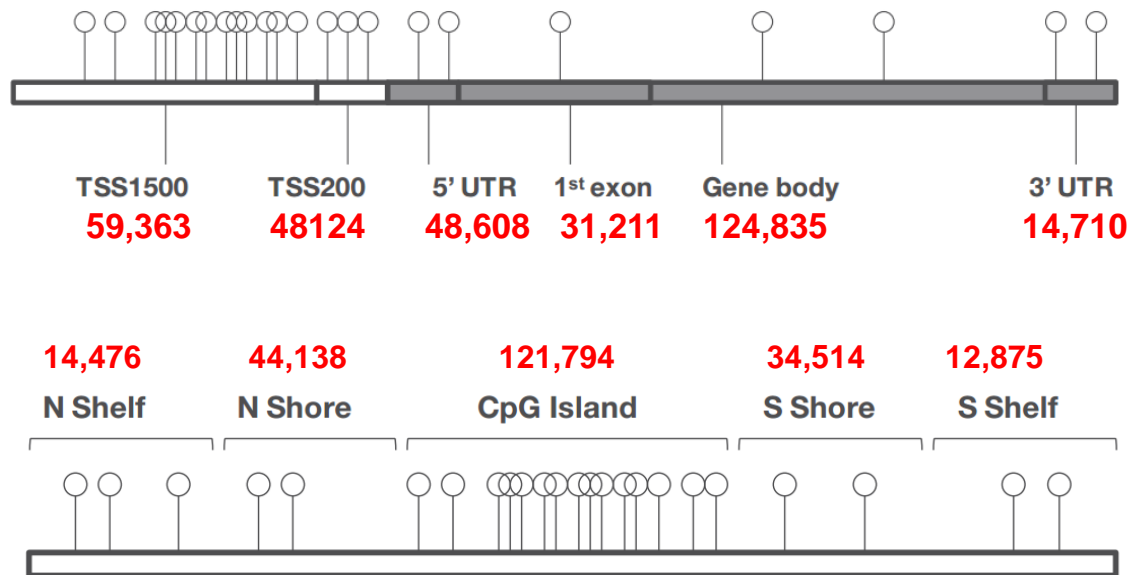 TSS1500 TSS200 5’ UTR 1st exon Gene body 3’ UTR
59,363 48124 48,608 31,211 124,835 14,710
14,476 44,138 121,794 34,514 12,875
N Shelf N Shore CpG Island S Shore S Shelf